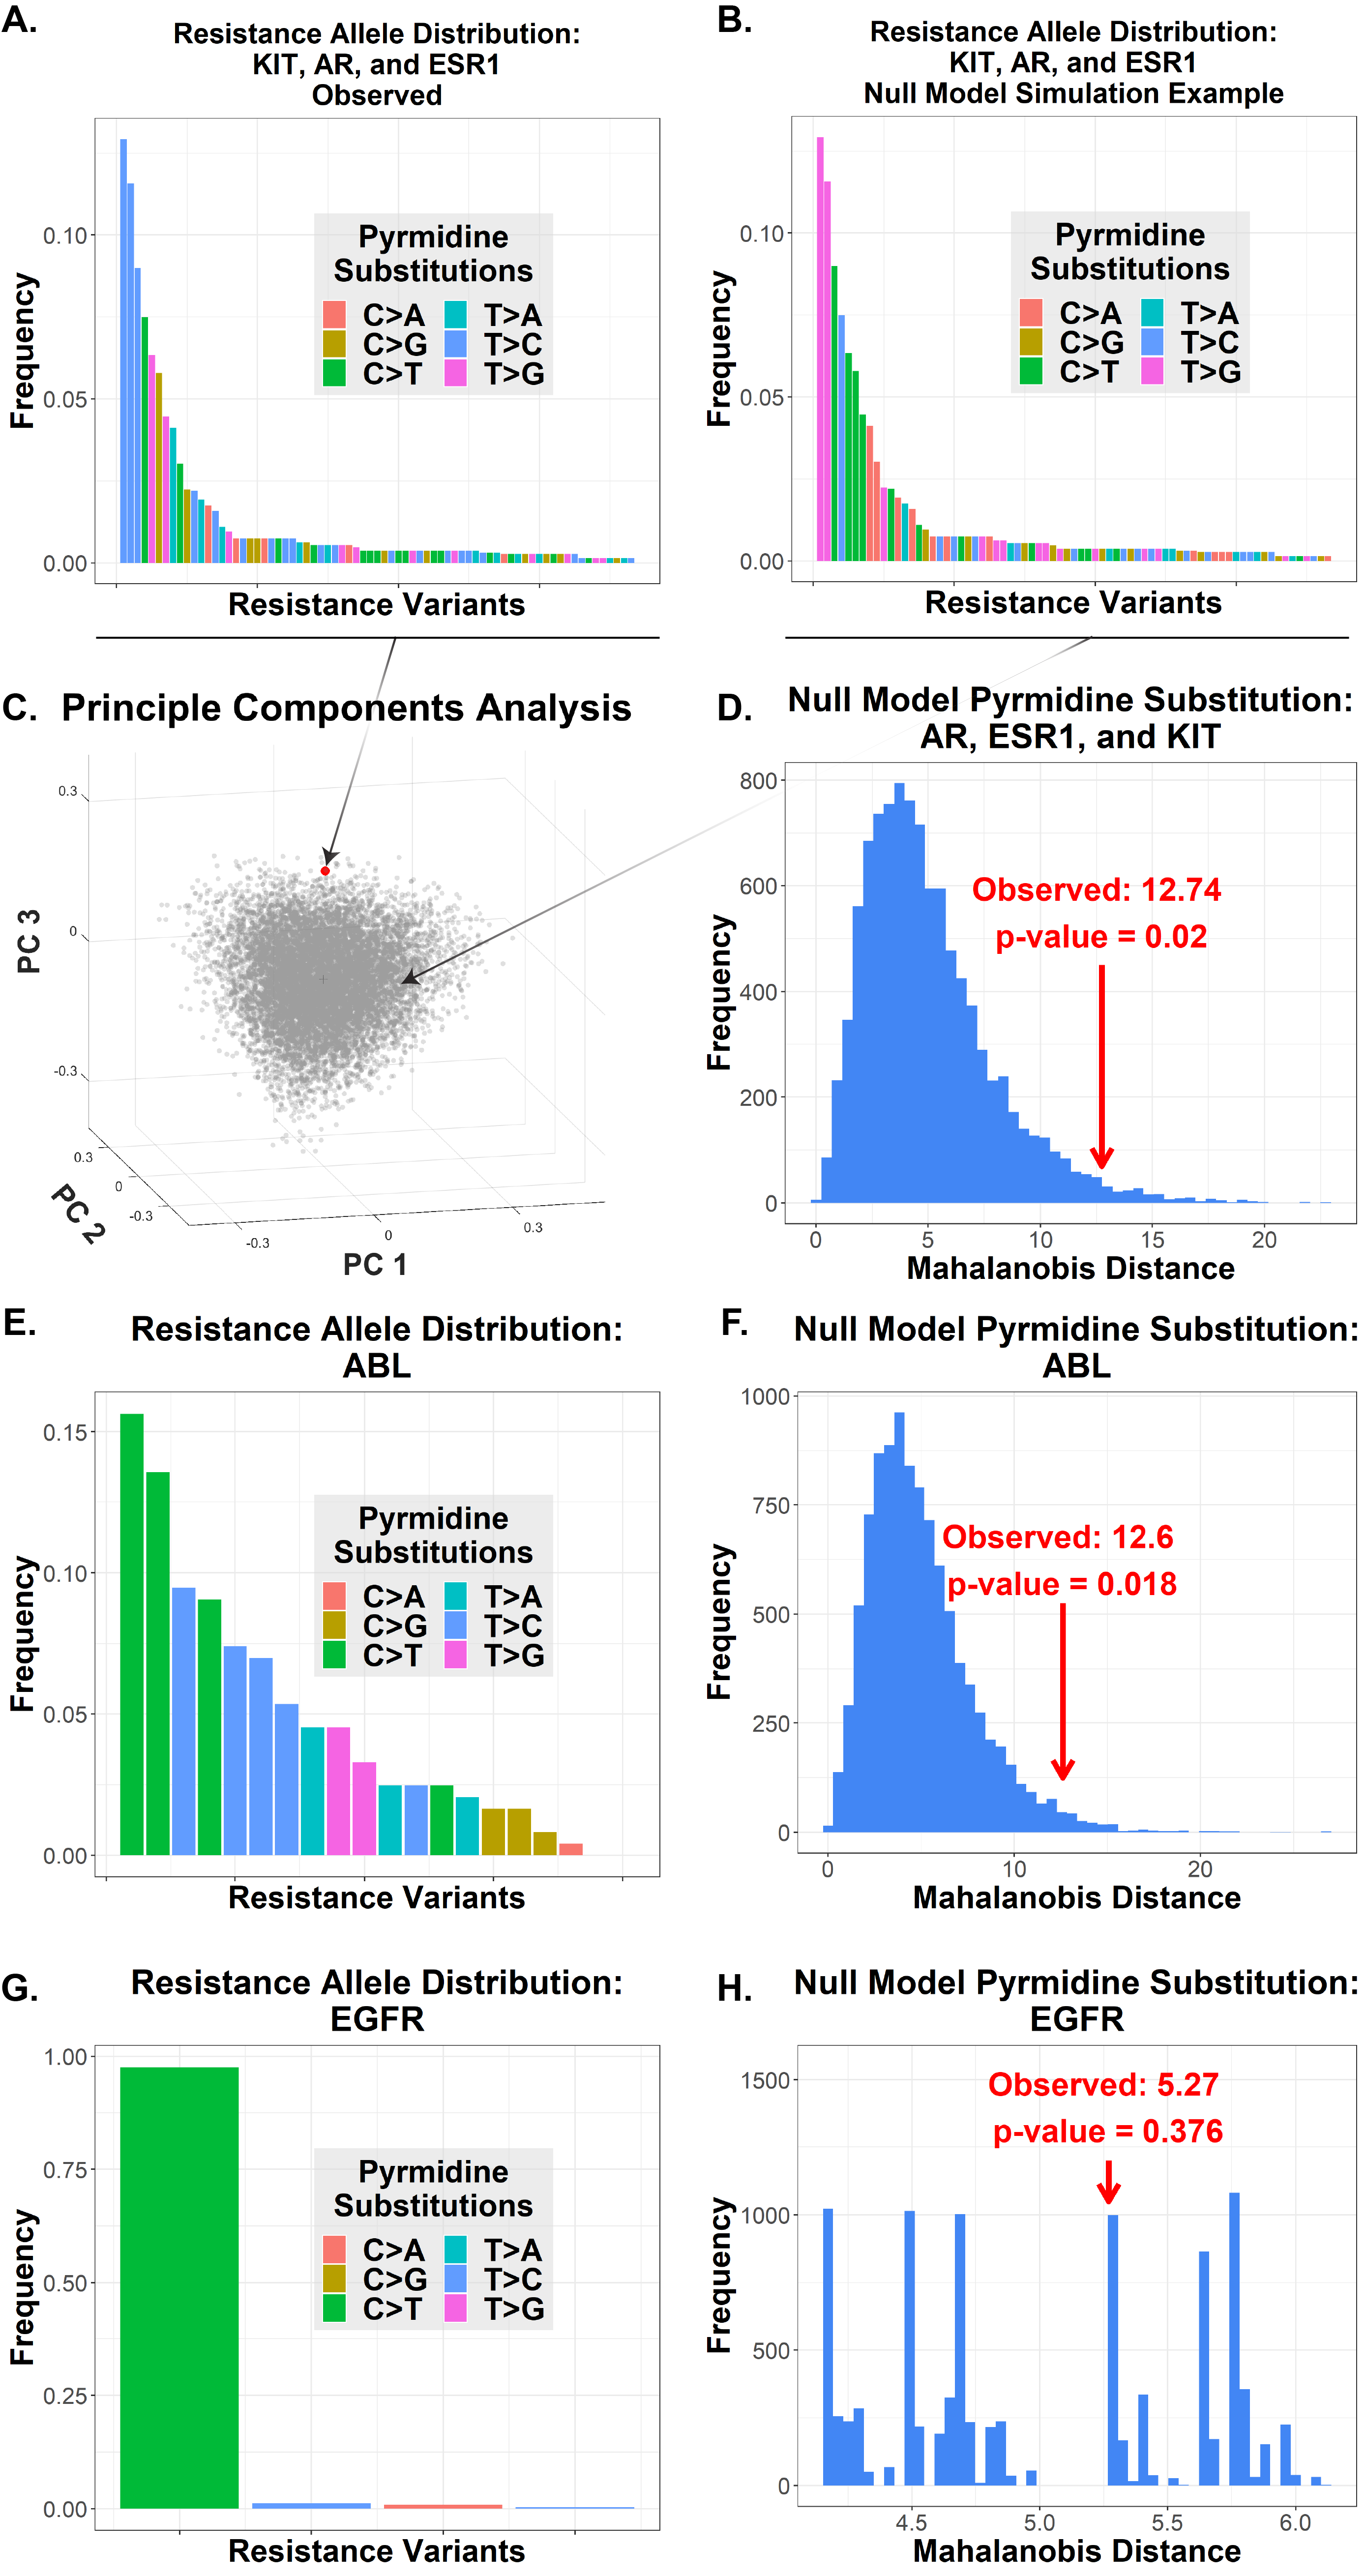 A.
Resistance Allele Distribution:
KIT, AR, and ESR1
Observed
Frequency
0.10
0.05
0.00
Pyrmidine
Substitutions
C>A T>A
C>G T>C
C>T T>G
Resistance Variants
B.
Resistance Allele Distribution:
KIT, AR, and ESR1
Null Model Simulation Example
Frequency
0.10
0.05
0.00
Pyrmidine
Substitutions
C>A T>A
C>G T>C
C>T T>G
Resistance Variants
C. Principle Components Analysis
PC 3
0.3
0
-0.3
PC 2
0.3
0
-0.3
PC 1
-0.3
0
0.3
D.
Null Model Pyrmidine Substitution:
AR, ESR1, and KIT
Frequency
800
600
400
200
0
Observed: 12.74
p-value = 0.02
0 5 10 15 20
Mahalanobis Distance
E.
Resistance Allele Distribution:
ABL
Frequency
0.15
0.10
0.05
0.00
Pyrmidine
Substitutions
C>A T>A
C>G T>C
C>T T>G
Resistance Variants
F.
Null Model Pyrmidine Substitution:
ABL
Frequency
1000
750
500
250
0
Observed: 12.6
p-value = 0.018
0 10 20
Mahalanobis Distance
G.
Resistance Allele Distribution:
EGFR
Frequency
1.00
0.75
0.50
0.25
0.00
Pyrmidine
Substitutions
C>A T>A
C>G T>C
C>T T>G
Resistance Variants
H.
Null Model Pyrmidine Substitution:
EGFR
Frequency
1500
1000
500
0
Observed: 5.27
p-value = 0.376
4.5 5.0 5.5 6.0
Mahalanobis Distance